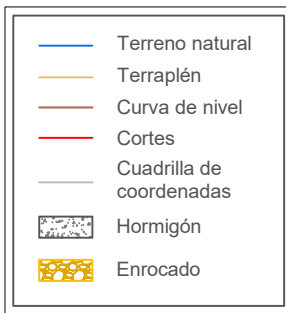 Terreno natural
Terraplén
Curva de nivel
Cortes
Cuadrilla de
coordenadas
Hormigón
Enrocado